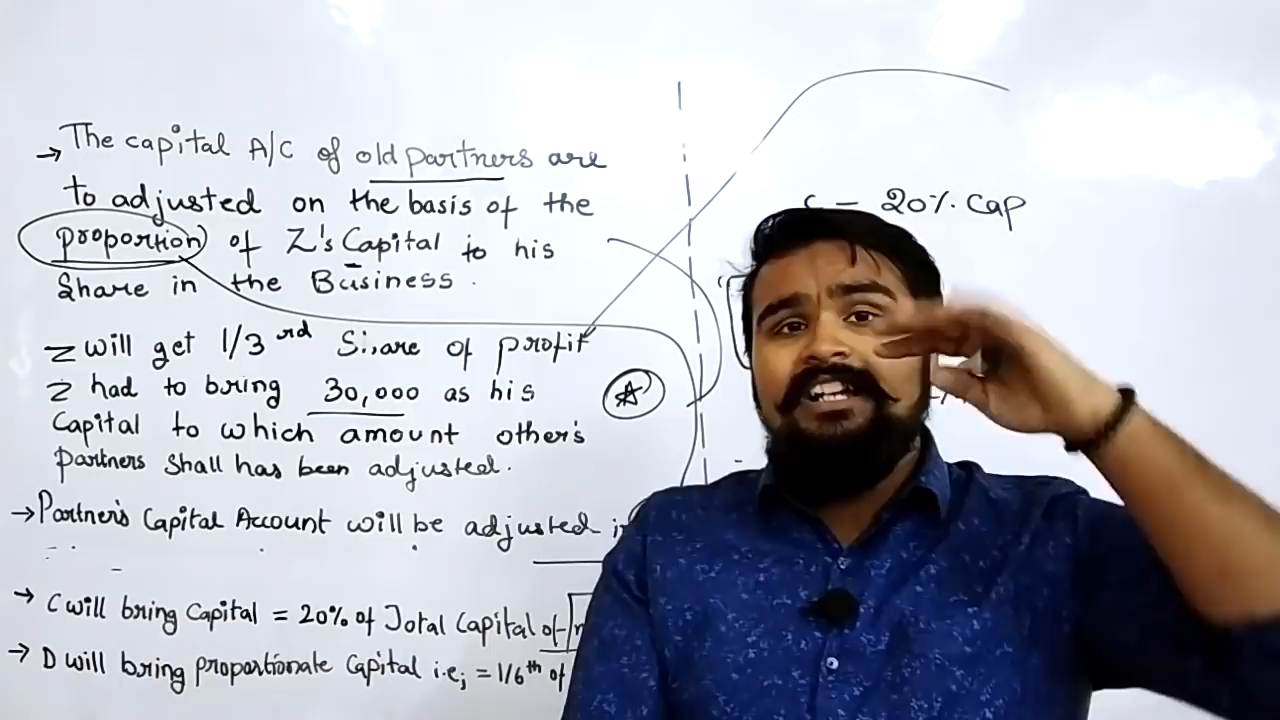 → The capital A/C of old partners are
to adjusted on the basis of the
proportion of Z's Capital to his
Share in the Business.
Z will get 1/3rd Share of profit
Z had to bring 30,000 as his
Capital to which amount other's
partners Shall has been adjusted.
→ Partner's Capital Account will be adjusted
→ C will bring Capital = 20% of Total Capital of
→ D will bring proportionate Capital i.e; = 1/6th of
20% Cap